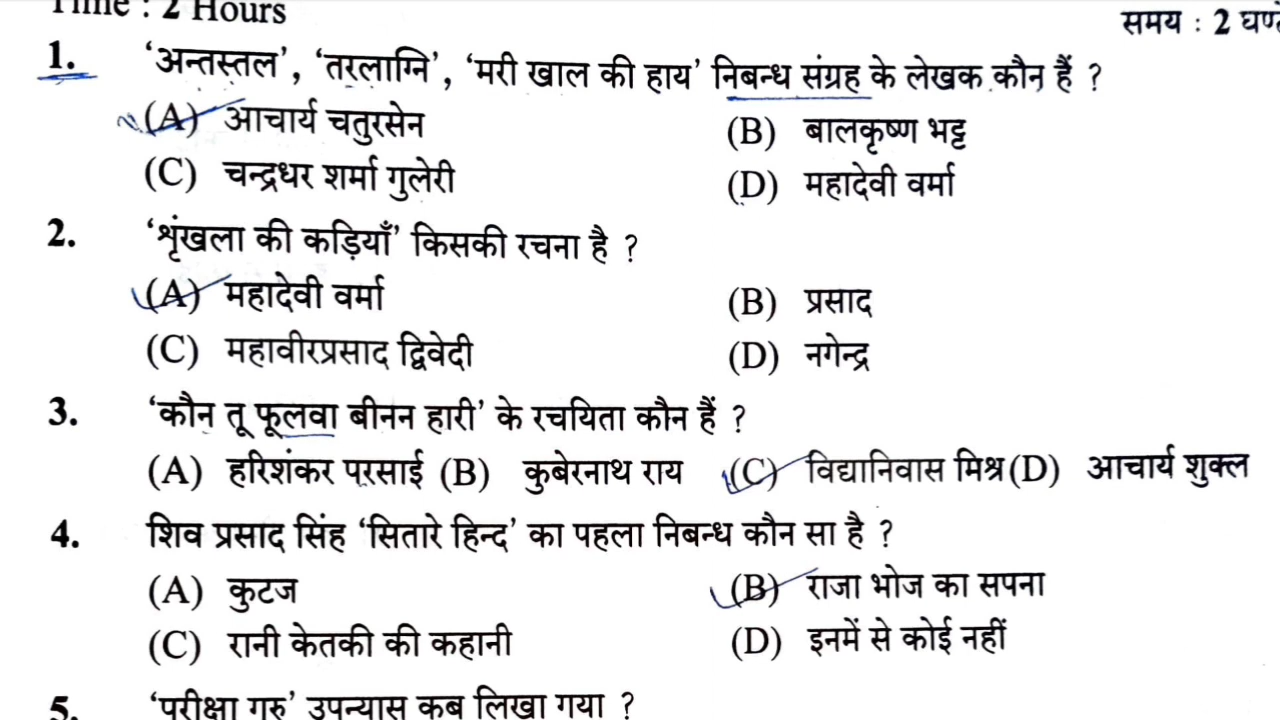 Time : 2 Hours समय : 2 घण्टे
1. ‘अन्तस्तल’, ‘तरलाग्नि’, ‘मरी खाल की हाय’ निबन्ध संग्रह के लेखक कौन हैं ?
(A) आचार्य चतुरसेन (B) बालकृष्ण भट्ट
(C) चन्द्रधर शर्मा गुलेरी (D) महादेवी वर्मा
2. ‘शृंखला की कड़ियाँ’ किसकी रचना है ?
(A) महादेवी वर्मा (B) प्रसाद
(C) महावीरप्रसाद द्विवेदी (D) नगेन्द्र
3. ‘कौन तू फूलवा बीनन हारी’ के रचयिता कौन हैं ?
(A) हरिशंकर परसाई (B) कुबेरनाथ राय (C) विद्यानिवास मिश्र (D) आचार्य शुक्ल
4. शिव प्रसाद सिंह ‘सितारे हिन्द’ का पहला निबन्ध कौन सा है ?
(A) कुटज (B) राजा भोज का सपना
(C) रानी केतकी की कहानी (D) इनमें से कोई नहीं
5. ‘परीक्षा गुरु’ उपन्यास कब लिखा गया ?